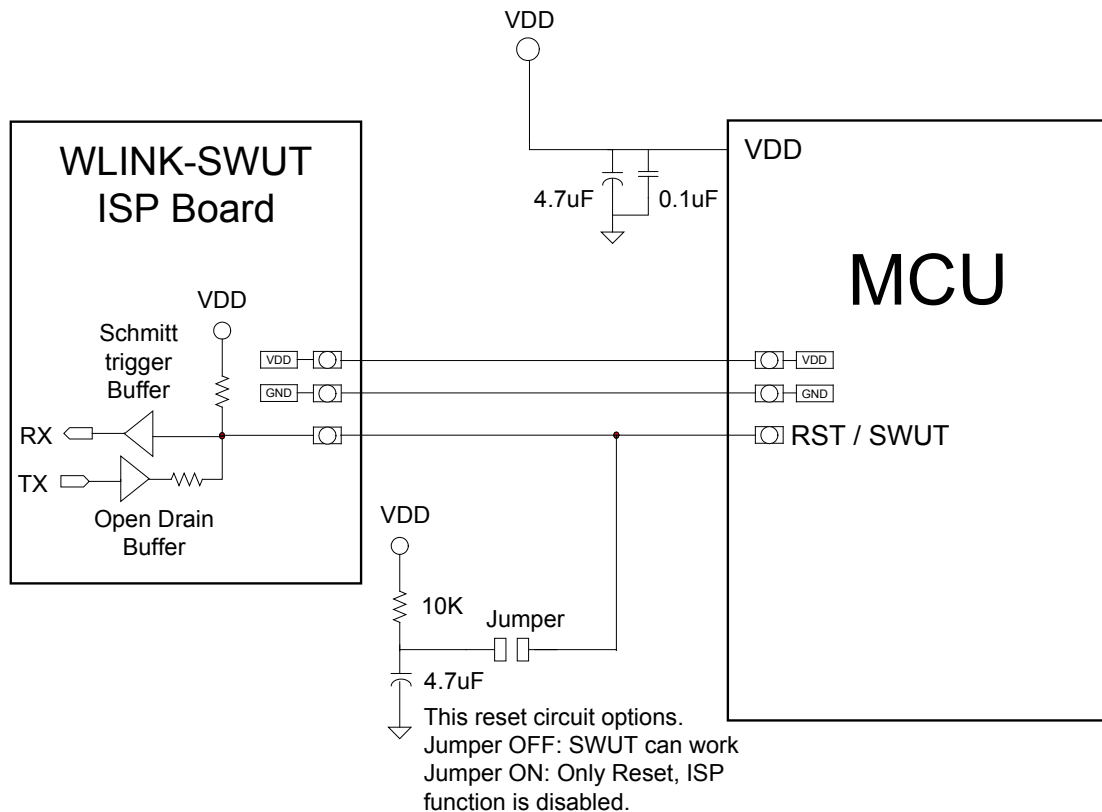 VDD
WLINK-SWUT
ISP Board
VDD
4.7uF
0.1uF
MCU
VDD
Schmitt
trigger
Buffer
VDD
VDD
GND
GND
RX
RST / SWUT
TX
Open Drain
Buffer
VDD
10K
Jumper
4.7uF
This reset circuit options.
Jumper OFF: SWUT can work
Jumper ON: Only Reset, ISP
function is disabled.